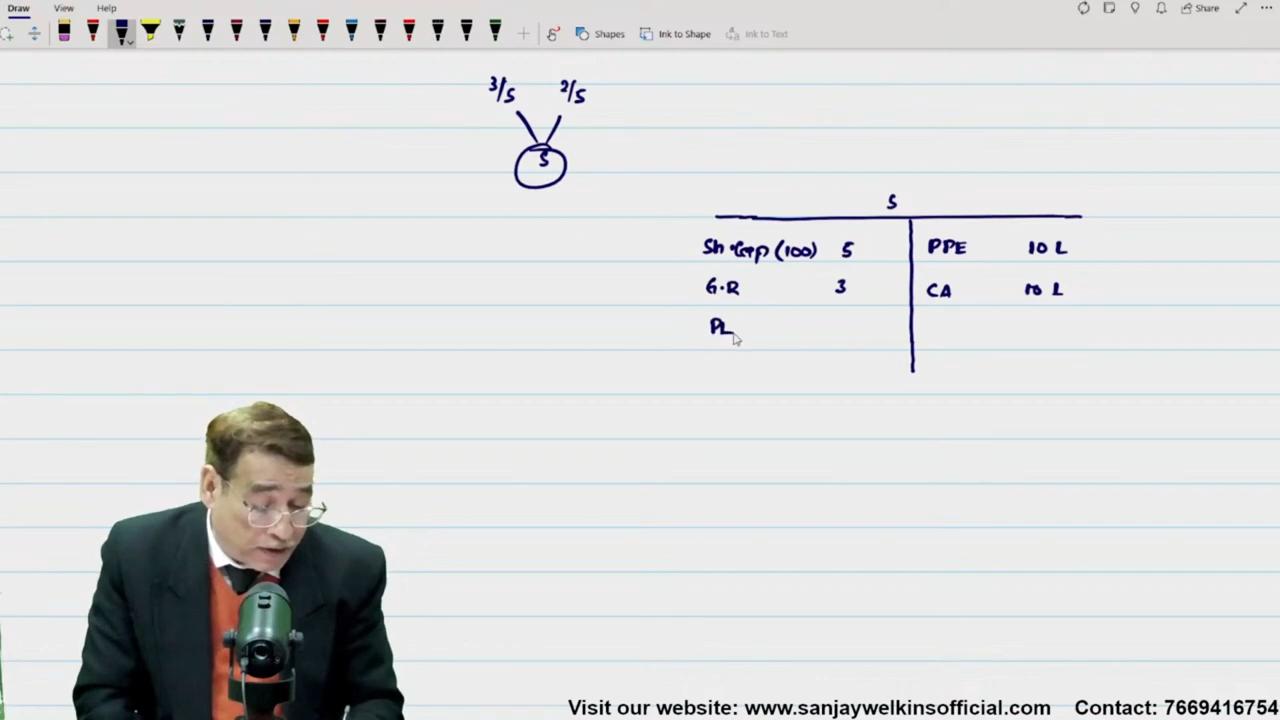 Draw View Help
Share
Shapes Ink to Shape Ink to Text
3/5 2/5
S
S
Sh Cap (100) 5 PPE 10 L
G.R 3 CA 10 L
PL
Visit our website: www.sanjaywelkinsofficial.com Contact: 7669416754